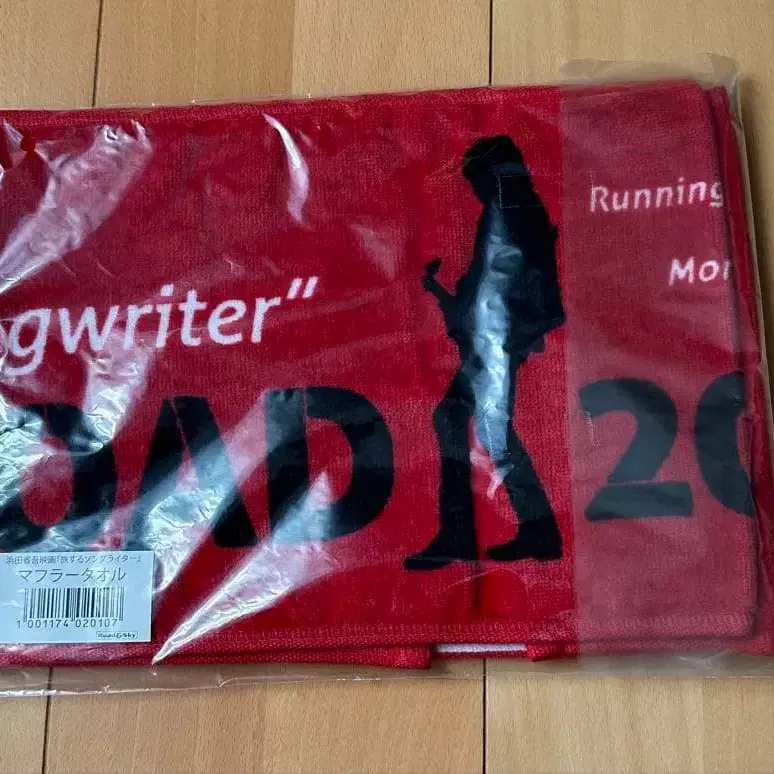 Running
Mor
gwriter”
OAD
20
浜田省吾映画『旅するソングライター』
マフラータオル
1 001174 020107
Road&Sky